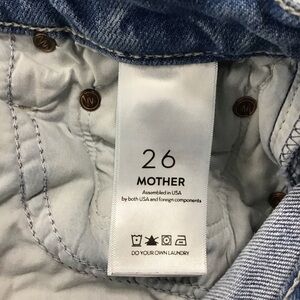 26
MOTHER
Assembled in USA
by both USA and foreign components
DO YOUR OWN LAUNDRY